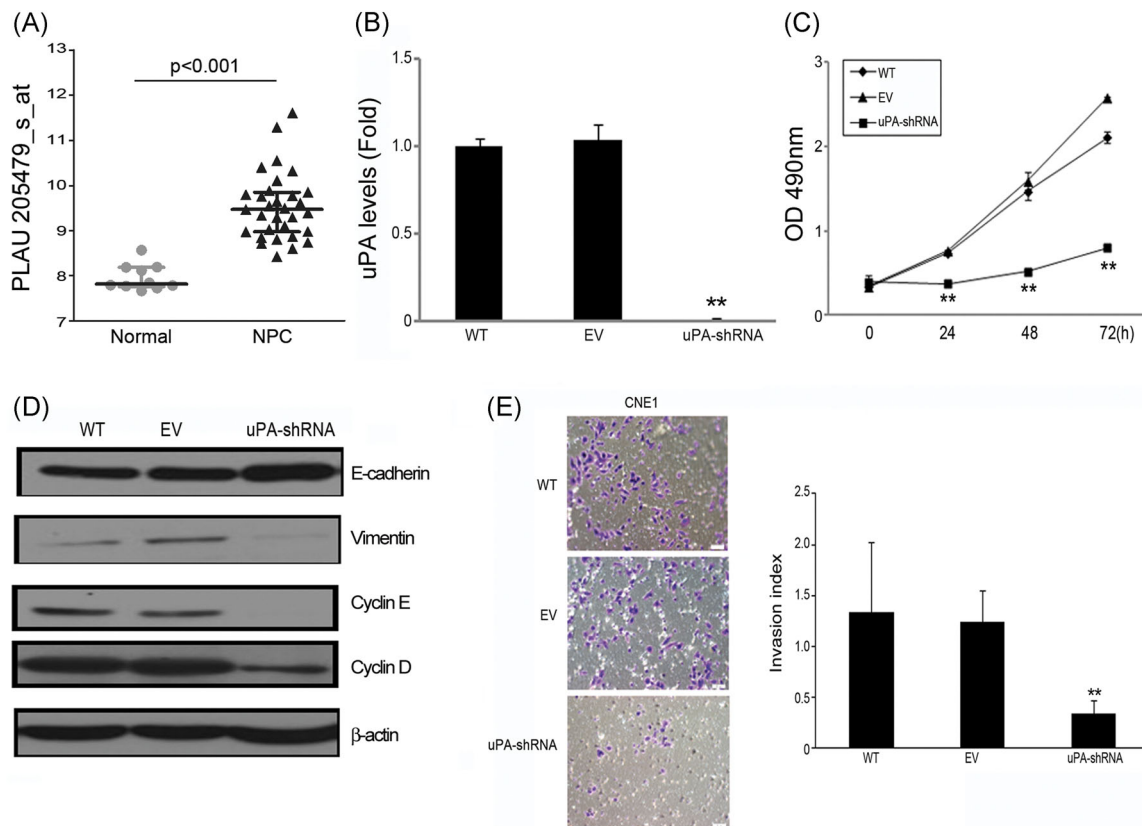 (A)
13
12
11
10
9
8
7
PLAU 205479_s_at
p<0.001
Normal NPC
(B)
1.5
1.0
0.5
0
uPA levels (Fold)
**
WT EV uPA-shRNA
(C)
WT
EV
uPA-shRNA
3
2
1
0
OD 490nm
** ** **
0 24 48 72(h)
(D)
WT EV uPA-shRNA
E-cadherin
Vimentin
Cyclin E
Cyclin D
β-actin
(E)
CNE1
WT
EV
uPA-shRNA
2.5
2.0
1.5
1.0
0.5
0
Invasion index
**
WT EV uPA-shRNA